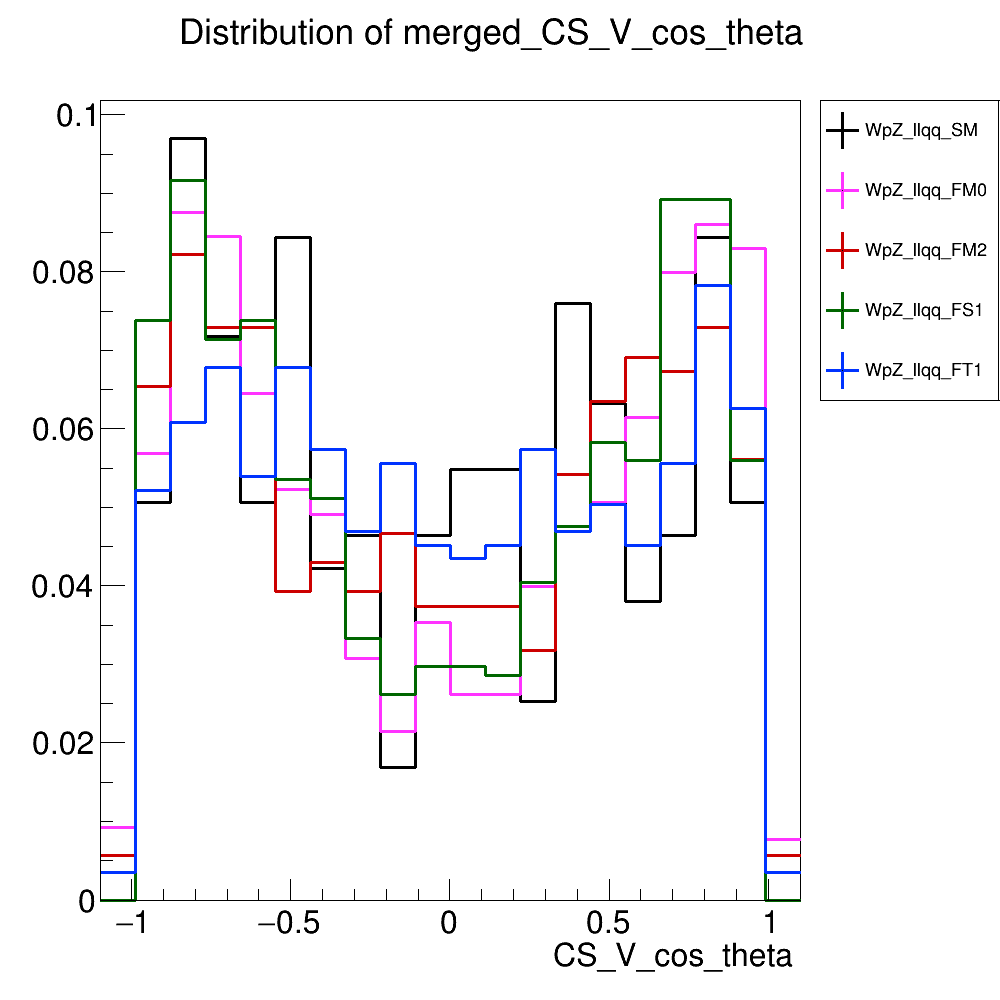 Distribution of merged_CS_V_cos_theta
0.1
0.08
0.06
0.04
0.02
0
−1
−0.5
0
0.5
1
CS_V_cos_theta
WpZ_llqq_SM
WpZ_llqq_FM0
WpZ_llqq_FM2
WpZ_llqq_FS1
WpZ_llqq_FT1